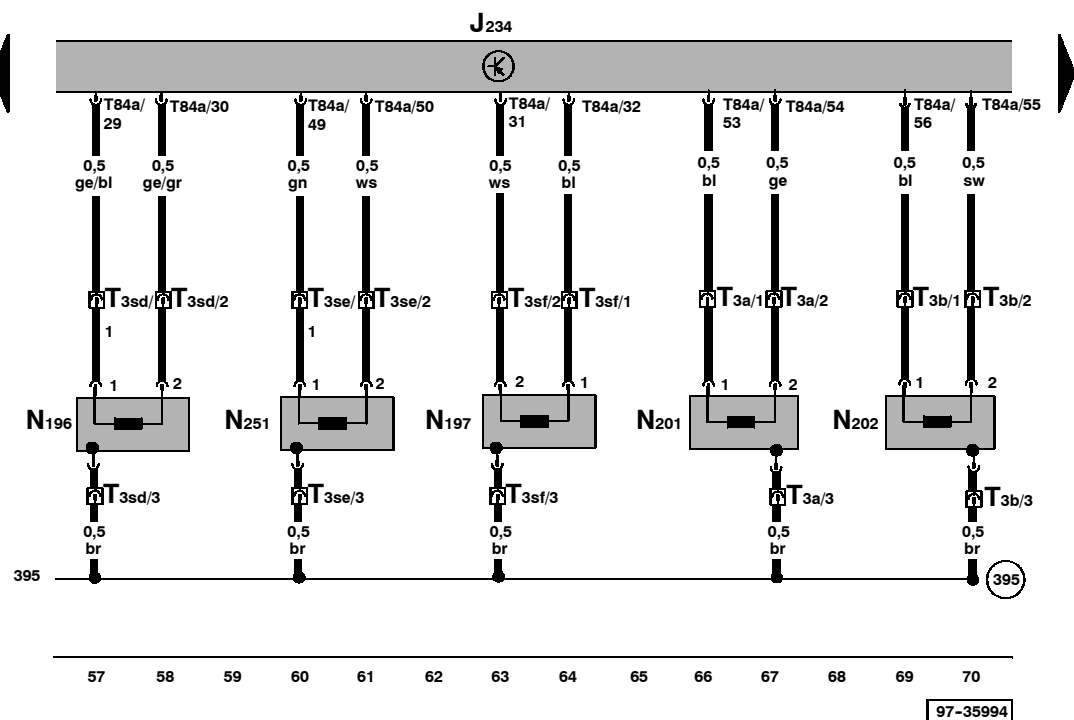 J234
T84a/ T84a/30 T84a/ T84a/50 T84a/ T84a/32 T84a/ T84a/54 T84a/ T84a/55
29 49 31 53 56
0,5 0,5 0,5 0,5 0,5 0,5 0,5 0,5 0,5 0,5
ge/bl ge/gr gn ws ws bl bl ge bl sw
T3sd/ T3sd/2 T3se/ T3se/2 T3sf/2 T3sf/1 T3a/1 T3a/2 T3b/1 T3b/2
1 1
1 2 1 2 2 1 1 2 1 2
N196 N251 N197 N201 N202
T3sd/3 T3se/3 T3sf/3 T3a/3 T3b/3
0,5 0,5 0,5 0,5 0,5
br br br br br
395 395
57 58 59 60 61 62 63 64 65 66 67 68 69 70
97-35994